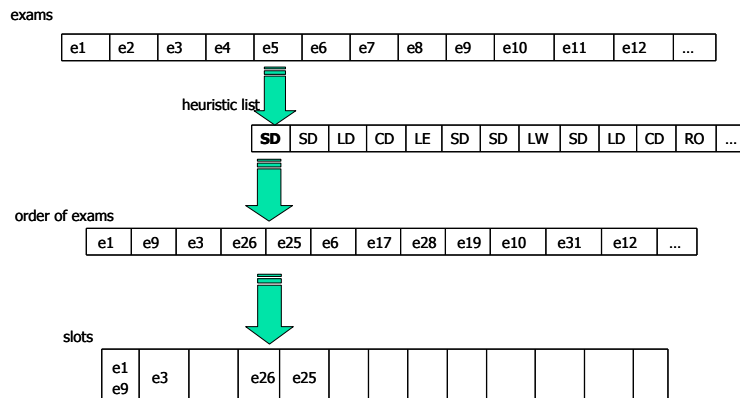 exams
e1 e2 e3 e4 e5 e6 e7 e8 e9 e10 e11 e12 ...
heuristic list
SD SD LD CD LE SD SD LW SD LD CD RO ...
order of exams
e1 e9 e3 e26 e25 e6 e17 e28 e19 e10 e31 e12 ...
slots
e1
e3 e26 e25
e9